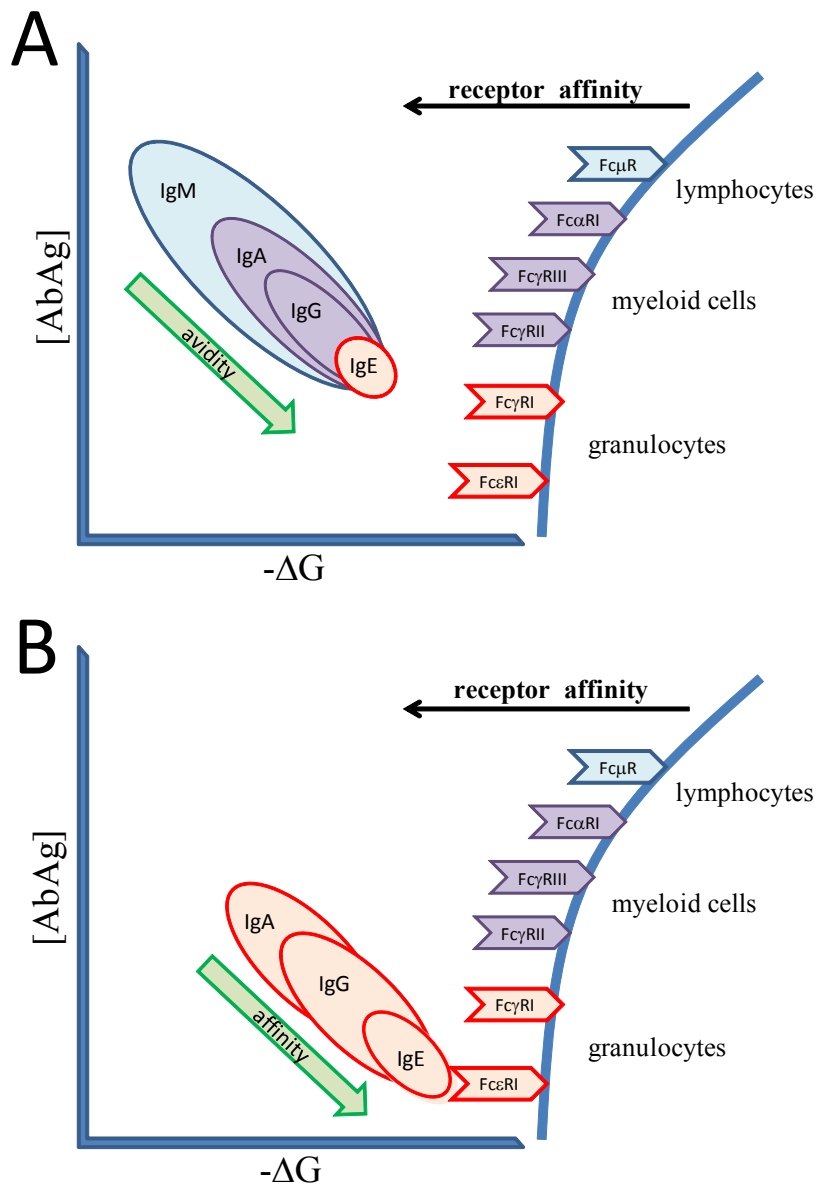 A
receptor affinity
FcµR
lymphocytes
IgM
FcαRI
IgA
FcγRIII
myeloid cells
IgG
FcγRII
[AbAg]
avidity
IgE
FcγRI
granulocytes
FcεRI
-ΔG
B
receptor affinity
FcµR
lymphocytes
FcαRI
IgA
FcγRIII
myeloid cells
[AbAg]
FcγRII
IgG
FcγRI
affinity
IgE
granulocytes
FcεRI
-ΔG